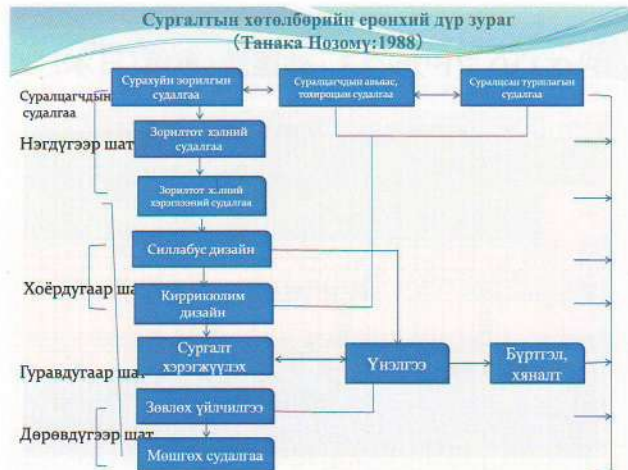 Сургалтын хөтөлбөрийн ерөнхий дүр зураг
(Танака Нозомү:1988)
Сурахуйн зорилгын
судалгаа
Суралцагчдын авьяас,
тохироцын судалгаа
Суралцсан туршлагын
судалгаа
Суралцагчдын
судалгаа
Нэгдүгээр шат
Зорилтот хэлний
судалгаа
Зорилтот хэлний
хэрэглээний судалгаа
Силлабус дизайн
Хоёрдугаар шат
Киррикюлим
дизайн
Гуравдугаар шат
Сургалт
хэрэгжүүлэх
Үнэлгээ
Бүртгэл,
хяналт
Зөвлөх үйлчилгээ
Дөрөвдүгээр шат
Мөшгөх судалгаа